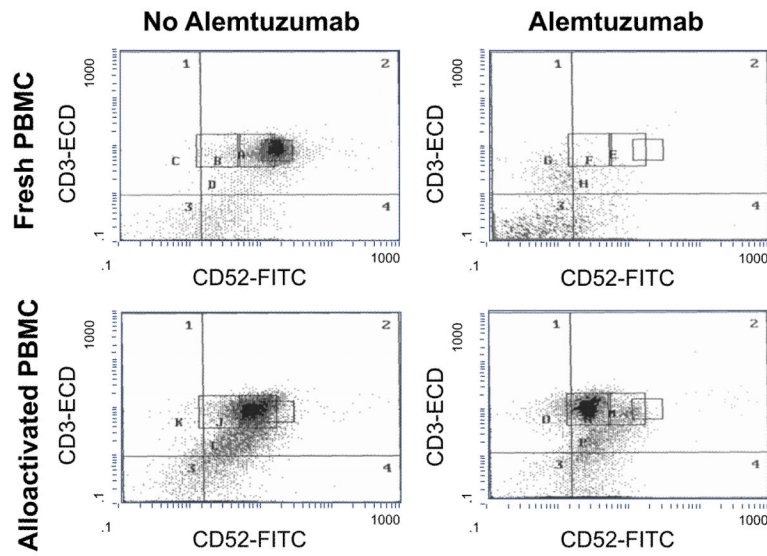 No Alemtuzumab
Alemtuzumab
Fresh PBMC
CD3-ECD
1000
.1
1
2
C
B
A
D
3
4
.1
1000
CD52-FITC
CD3-ECD
1000
.1
1
2
G
F
E
H
3
4
.1
1000
CD52-FITC
Alloactivated PBMC
CD3-ECD
1000
.1
1
2
K
J
L
3
4
.1
1000
CD52-FITC
CD3-ECD
1000
.1
1
2
O
M
P
3
4
.1
1000
CD52-FITC